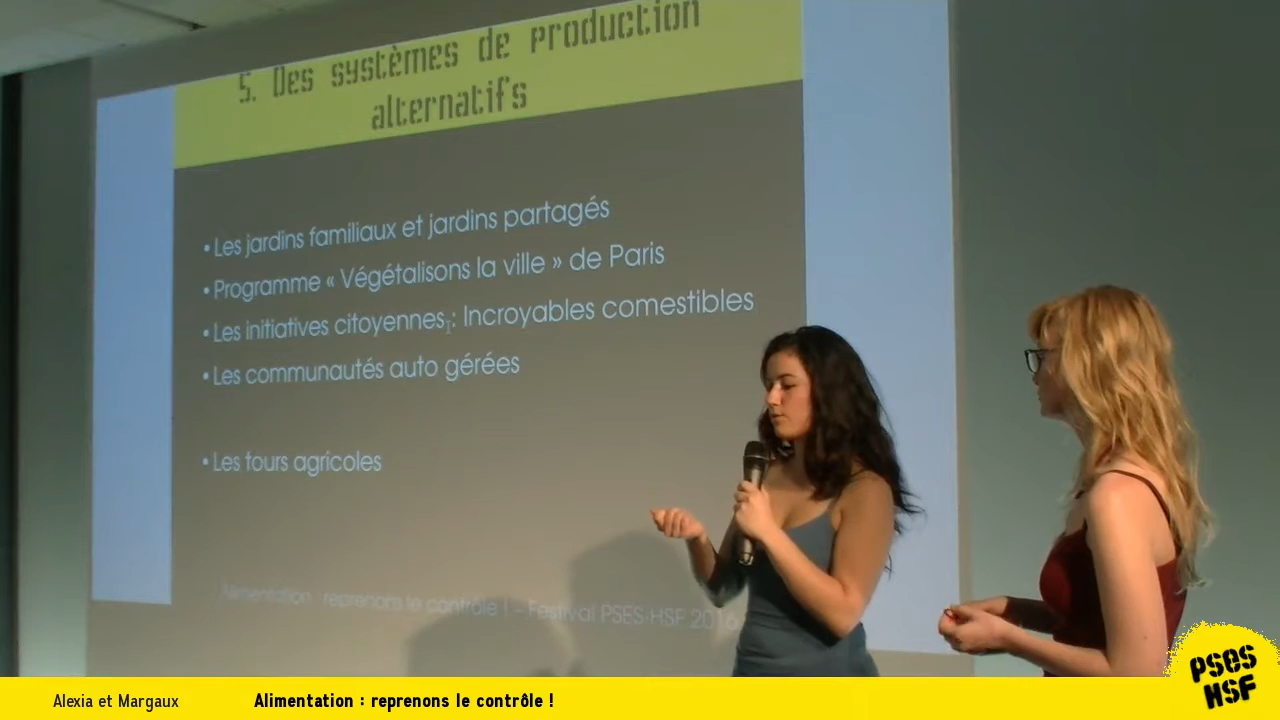 5. Des systèmes de production
alternatifs
• Les jardins familiaux et jardins partagés
• Programme « Végétalisons la ville » de Paris
• Les initiatives citoyennes : Incroyables comestibles
• Les communautés auto gérées
• Les tours agricoles
Alimentation : reprenons le contrôle ! – Festival PSES-HSF 2016
Alexia et Margaux
Alimentation : reprenons le contrôle !
PSES
HSF